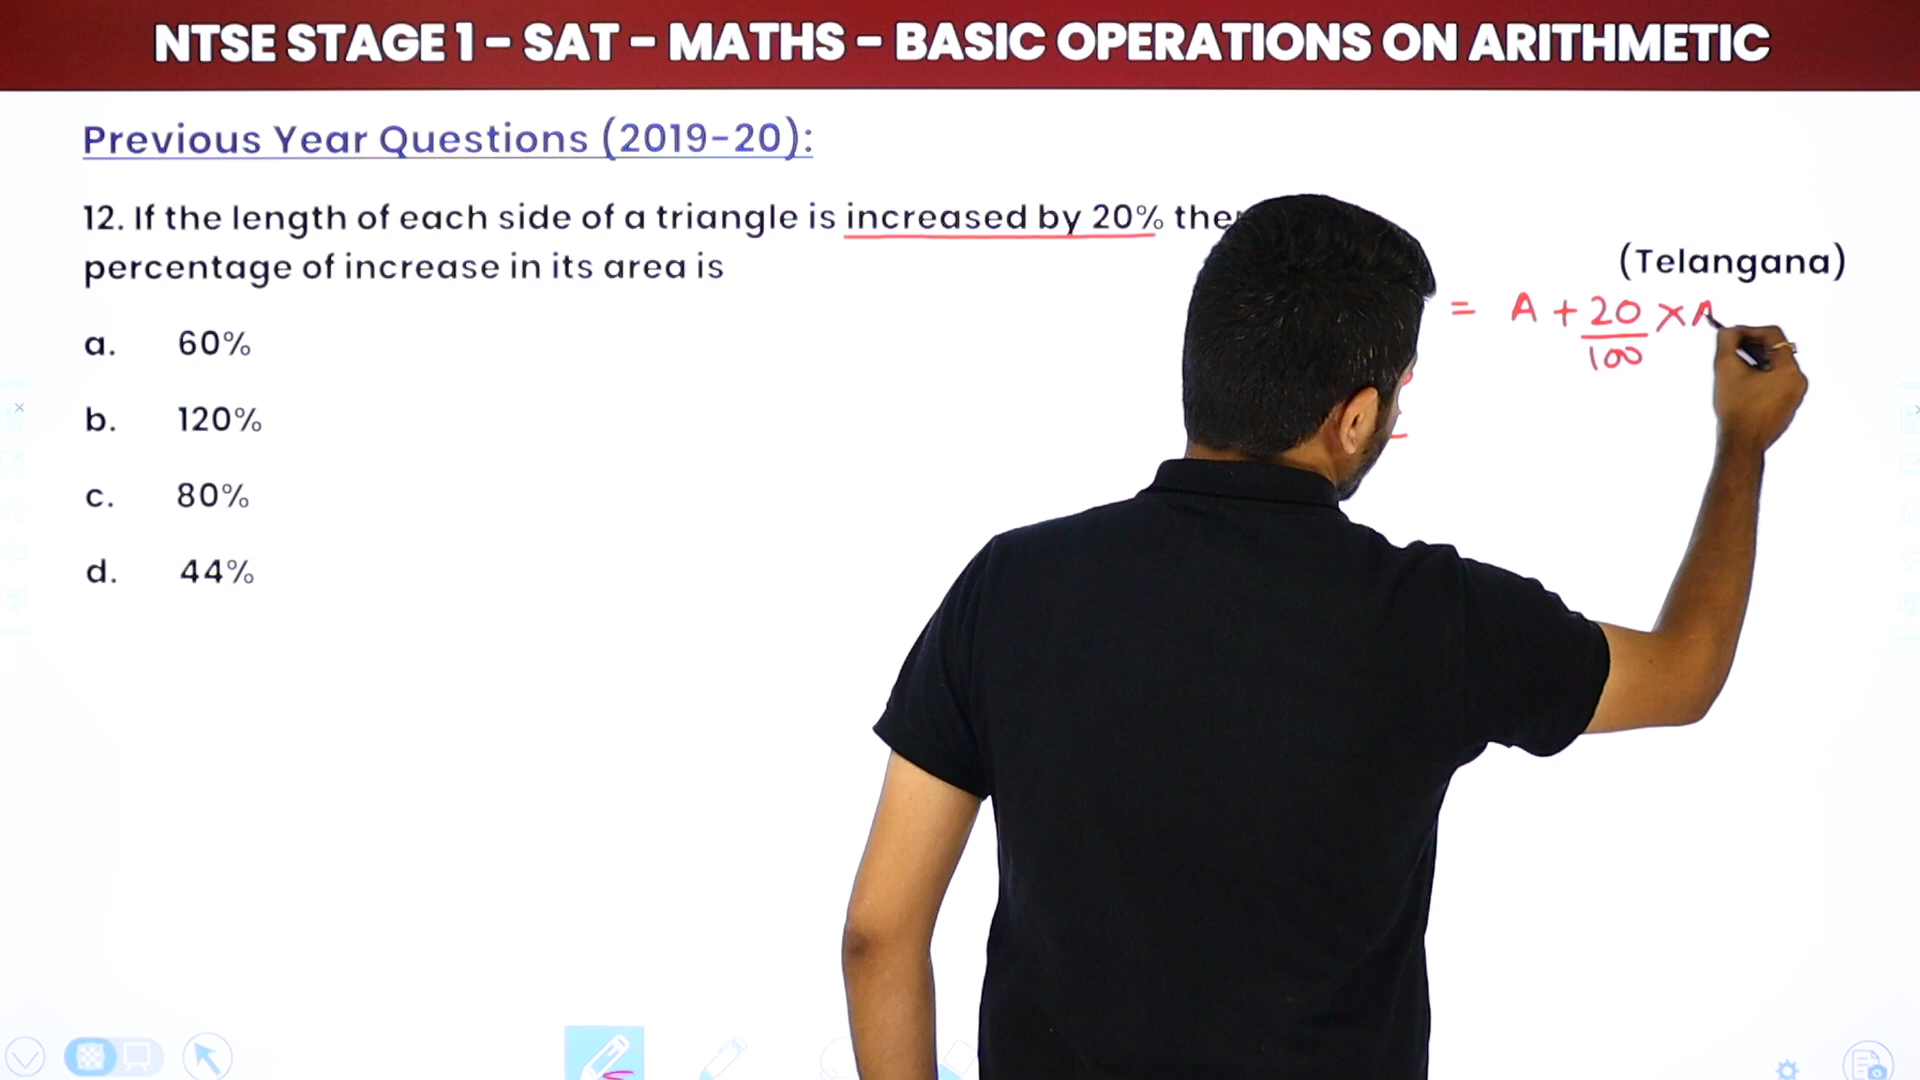 NTSE STAGE 1 - SAT - MATHS - BASIC OPERATIONS ON ARITHMETIC
Previous Year Questions (2019-20):
12. If the length of each side of a triangle is increased by 20%
percentage of increase in its area is
(Telangana)
= A + 20/100 ×
a. 60%
b. 120%
c. 80%
d. 44%